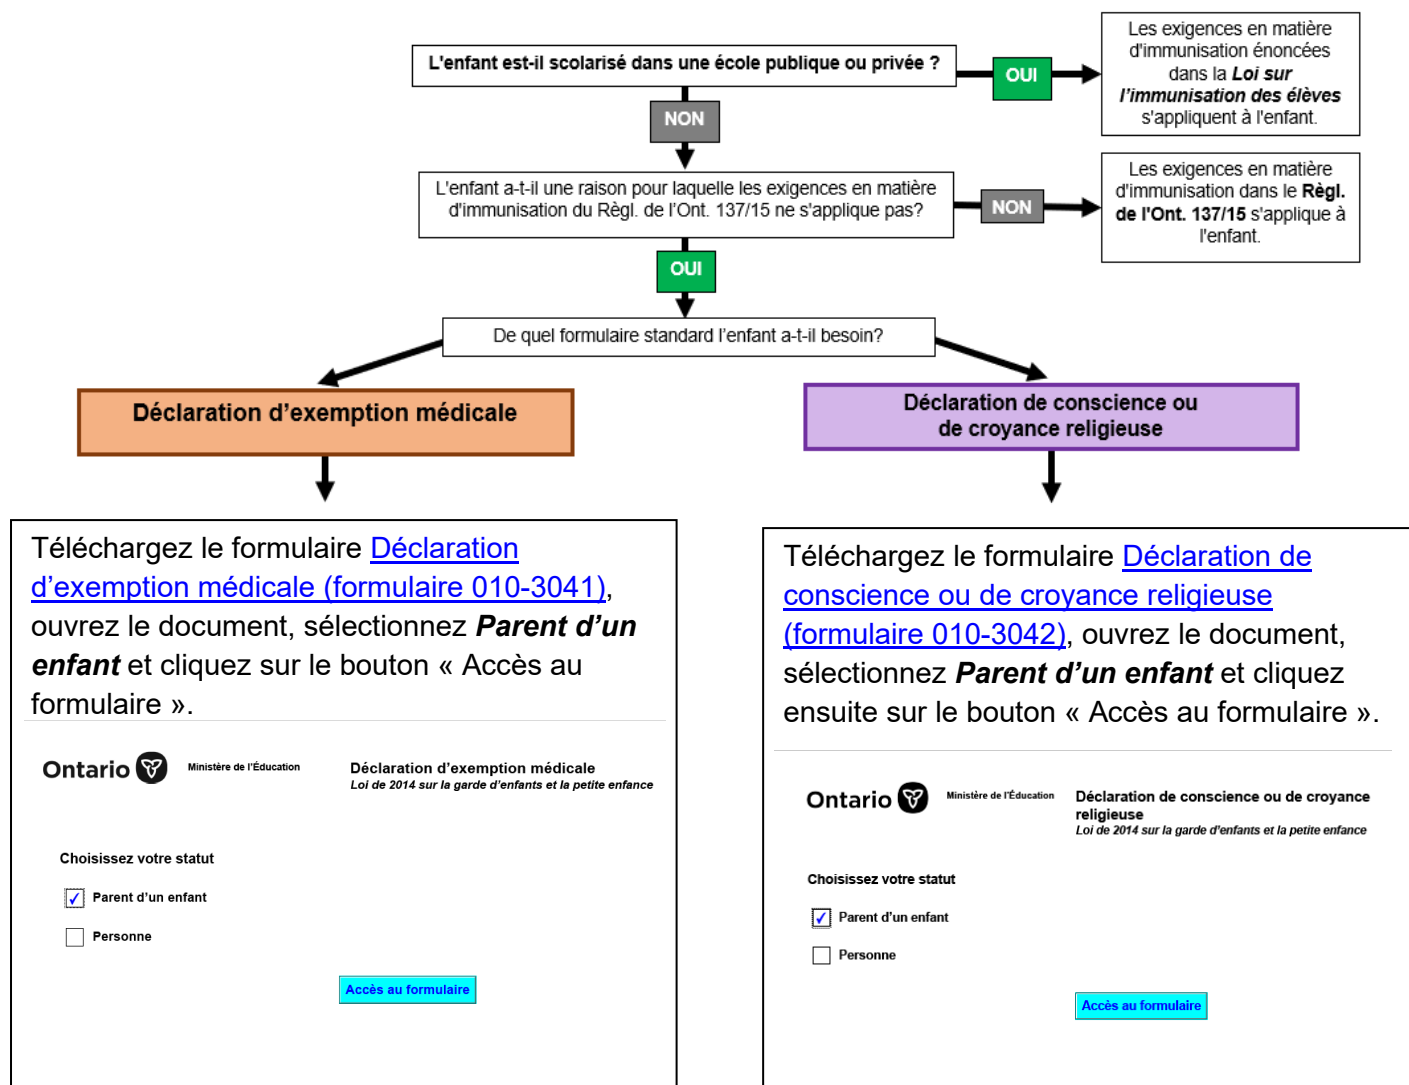 L'enfant est-il scolarisé dans une école publique ou privée ?
OUI
Les exigences en matière
d'immunisation énoncées
dans la Loi sur
l'immunisation des élèves
s'appliquent à l'enfant.
NON
L'enfant a-t-il une raison pour laquelle les exigences en matière
d'immunisation du Règl. de l'Ont. 137/15 ne s'applique pas?
NON
Les exigences en matière
d'immunisation dans le Règl.
de l'Ont. 137/15 s'applique à
l'enfant.
OUI
De quel formulaire standard l'enfant a-t-il besoin?
Déclaration d'exemption médicale
Déclaration de conscience ou
de croyance religieuse
Téléchargez le formulaire Déclaration
d'exemption médicale (formulaire 010-3041),
ouvrez le document, sélectionnez Parent d'un
enfant et cliquez sur le bouton « Accès au
formulaire ».
Ontario
Ministère de l'Éducation
Déclaration d'exemption médicale
Loi de 2014 sur la garde d'enfants et la petite enfance
Choisissez votre statut
Parent d'un enfant
Personne
Accès au formulaire
Téléchargez le formulaire Déclaration de
conscience ou de croyance religieuse
(formulaire 010-3042), ouvrez le document,
sélectionnez Parent d'un enfant et cliquez
ensuite sur le bouton « Accès au formulaire ».
Ontario
Ministère de l'Éducation
Déclaration de conscience ou de croyance
religieuse
Loi de 2014 sur la garde d'enfants et la petite enfance
Choisissez votre statut
Parent d'un enfant
Personne
Accès au formulaire